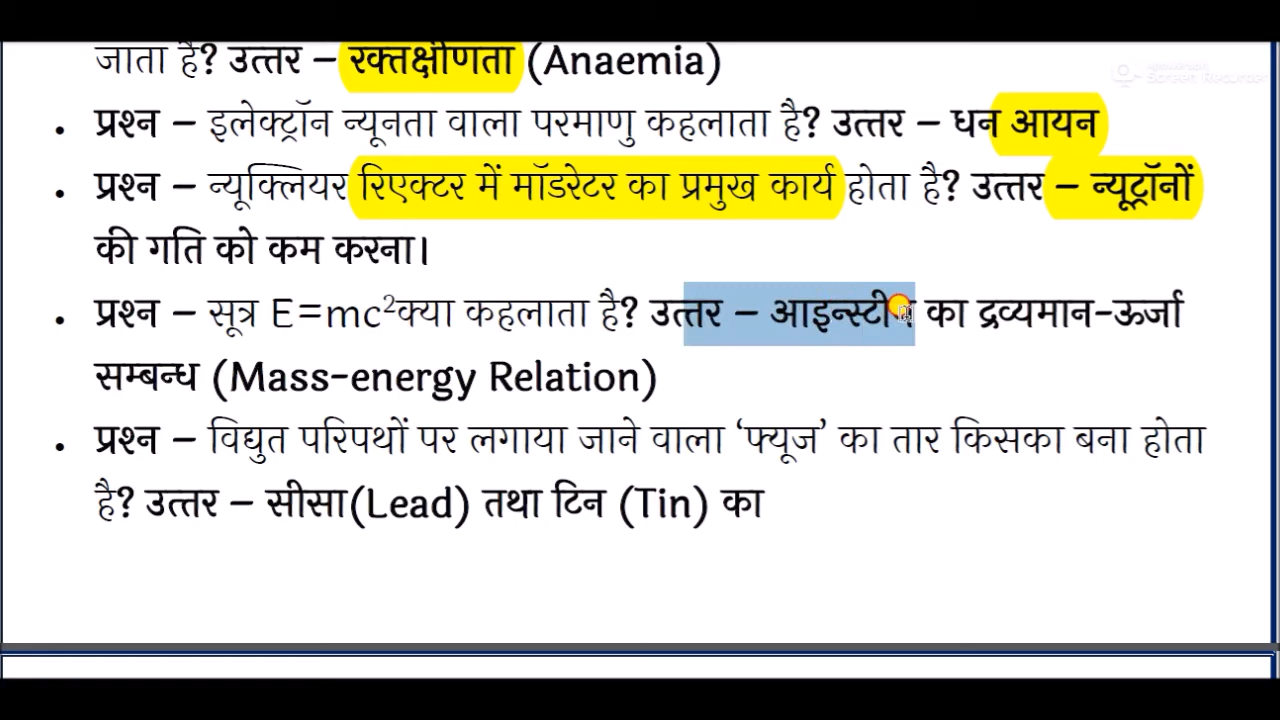 जाता है? उत्तर – रक्तक्षीणता (Anaemia)
• प्रश्न – इलेक्ट्रॉन न्यूनता वाला परमाणु कहलाता है? उत्तर – धन आयन
• प्रश्न – न्यूक्लियर रिएक्टर में मॉडरेटर का प्रमुख कार्य होता है? उत्तर – न्यूट्रॉनों
की गति को कम करना।
• प्रश्न – सूत्र E=mc²क्या कहलाता है? उत्तर – आइन्स्टीन का द्रव्यमान-ऊर्जा
सम्बन्ध (Mass-energy Relation)
• प्रश्न – विद्युत परिपथों पर लगाया जाने वाला ‘फ्यूज’ का तार किसका बना होता
है? उत्तर – सीसा(Lead) तथा टिन (Tin) का
Screen Recorder